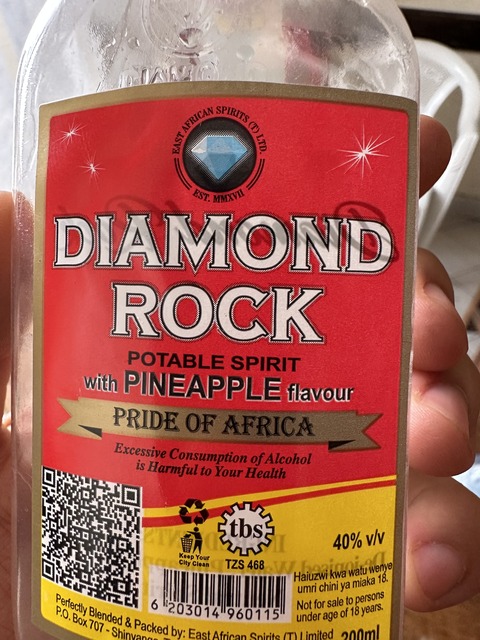 EAST AFRICAN SPIRITS (T) LTD.
EST. MMXVII
DIAMOND
ROCK
POTABLE SPIRIT
with PINEAPPLE flavour
PRIDE OF AFRICA
Excessive Consumption of Alcohol
is Harmful to Your Health
Keep Your
City Clean
tbs
TZS 468
40% v/v
Haiuzwi kwa watu wenye
umri chini ya miaka 18.
Not for sale to persons
under age of 18 years.
6 203014 960115
Perfectly Blended & Packed by: East African Spirits (T) Limited
P.O. Box 707 - Shinyanga
200ml